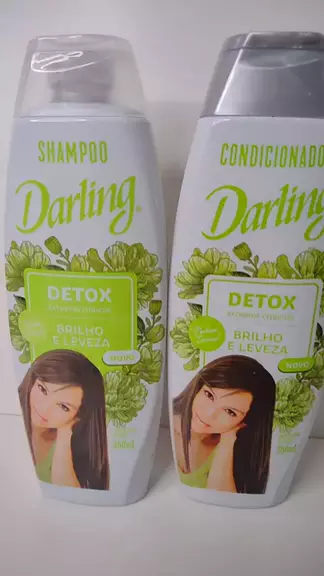 SHAMPOO
Darling
DETOX
BRILHO
E LEVEZA
NOVO
CONDICIONADO
Darling
DETOX
BRILHO
E LEVEZA
NOVO